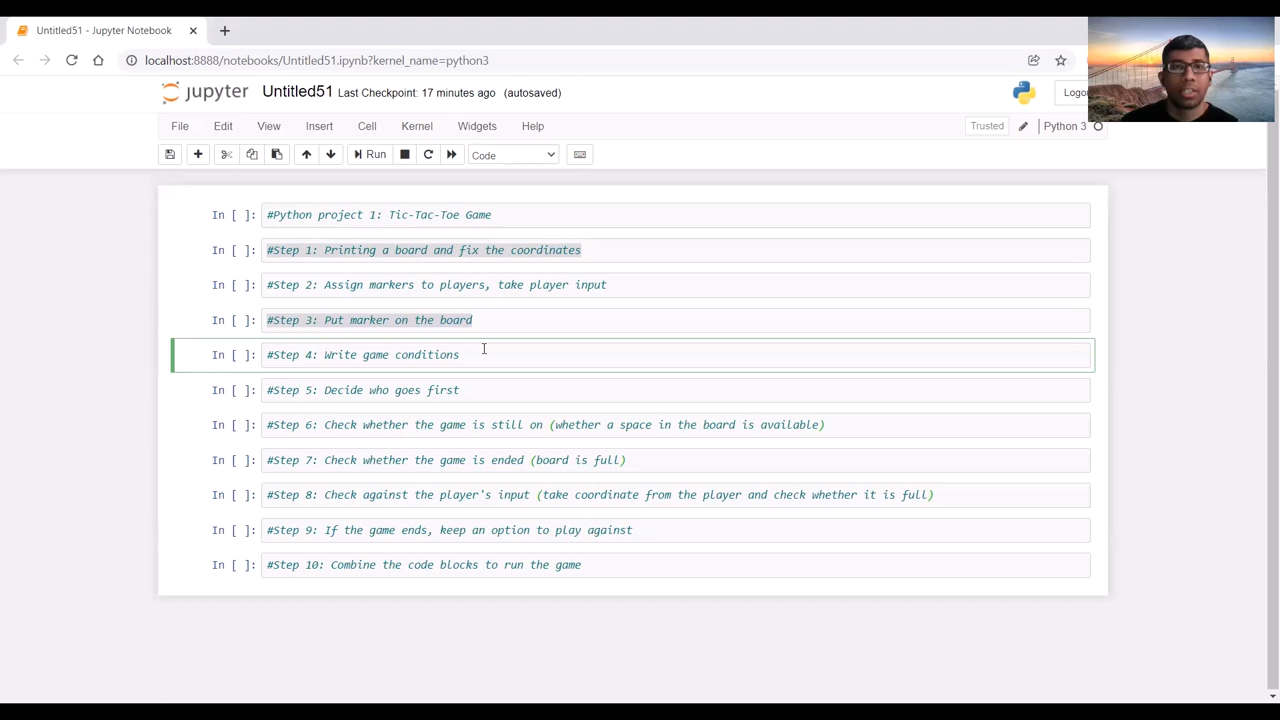 Untitled51 - Jupyter Notebook
localhost:8888/notebooks/Untitled51.ipynb?kernel_name=python3
jupyter Untitled51 Last Checkpoint: 17 minutes ago (autosaved)
Logo
File Edit View Insert Cell Kernel Widgets Help
Trusted Python 3
Run Code
In [ ]: #Python project 1: Tic-Tac-Toe Game
In [ ]: #Step 1: Printing a board and fix the coordinates
In [ ]: #Step 2: Assign markers to players, take player input
In [ ]: #Step 3: Put marker on the board
In [ ]: #Step 4: Write game conditions
In [ ]: #Step 5: Decide who goes first
In [ ]: #Step 6: Check whether the game is still on (whether a space in the board is available)
In [ ]: #Step 7: Check whether the game is ended (board is full)
In [ ]: #Step 8: Check against the player's input (take coordinate from the player and check whether it is full)
In [ ]: #Step 9: If the game ends, keep an option to play against
In [ ]: #Step 10: Combine the code blocks to run the game